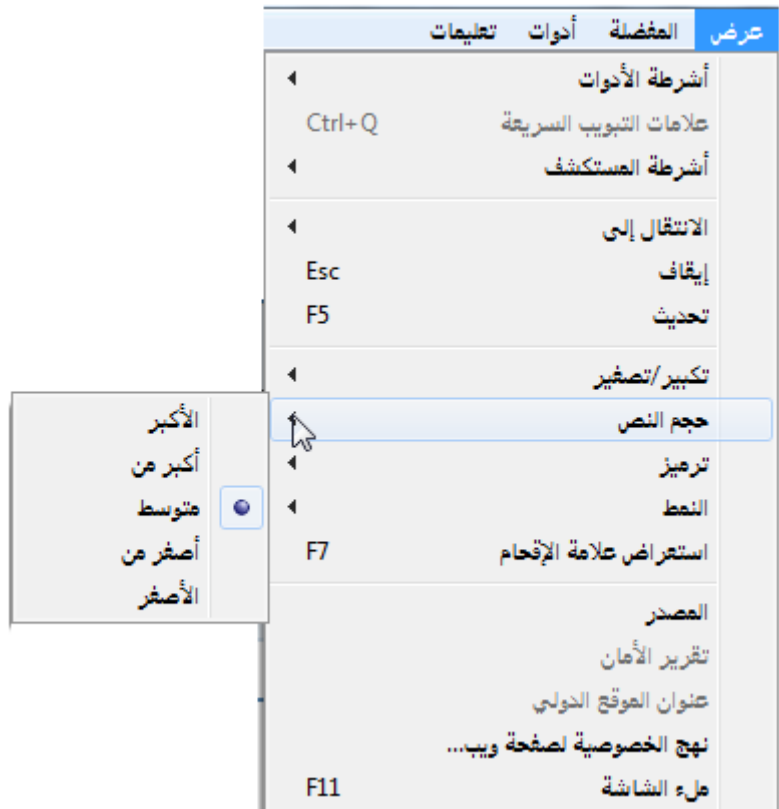 عرض المفضلة أدوات تعليمات
أشرطة الأدوات
علامات التبويب السريعة Ctrl+Q
أشرطة المستكشف
الانتقال إلى
إيقاف Esc
تحديث F5
تكبير/تصغير
حجم النص
ترميز
النمط
استعراض علامة الإقحام F7
المصدر
تقرير الأمان
عنوان الموقع الدولي
نهج الخصوصية لصفحة ويب...
ملء الشاشة F11
الأكبر
أكبر من
متوسط
أصغر من
الأصغر